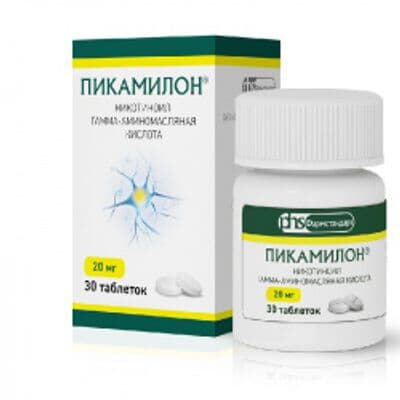 ПИКАМИЛОН®
НИКОТИНОИЛ
ГАММА-АМИНОМАСЛЯНАЯ
КИСЛОТА
20 мг
30 таблеток
phs Фармстандарт
ПИКАМИЛОН®
НИКОТИНОИЛ
ГАММА-АМИНОМАСЛЯНАЯ КИСЛОТА
20 мг
30 таблеток